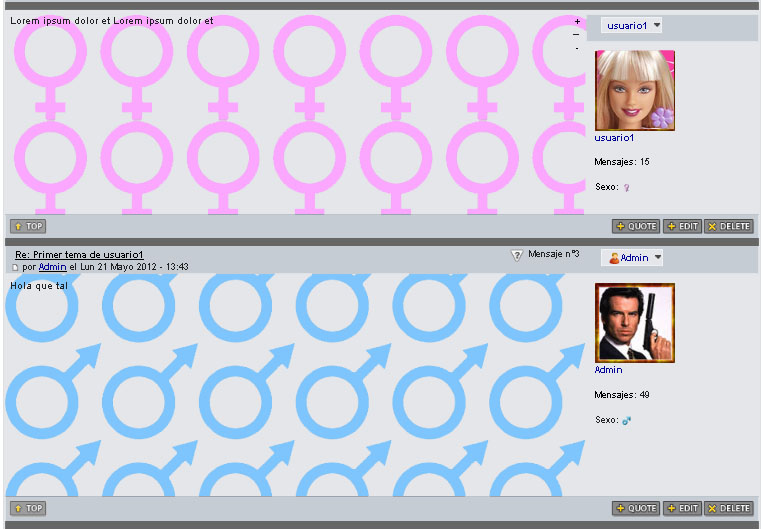 Lorem ipsum dolor et Lorem ipsum dolor et
+
–
-
usuario1
usuario1
Mensajes: 15
Sexo:
TOP
QUOTE
EDIT
DELETE
Re: Primer tema de usuario1
por Admin el Lun 21 Mayo 2012 - 13:43
Mensaje n°3
Admin
Hola que tal
Admin
Mensajes: 49
Sexo:
TOP
QUOTE
EDIT
DELETE